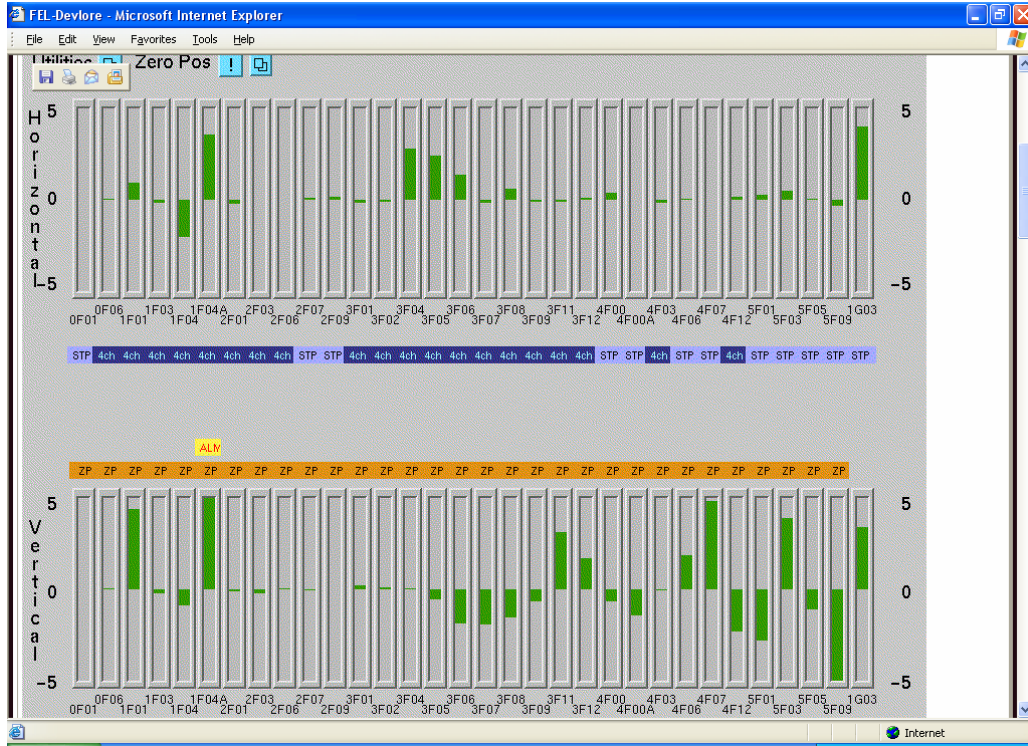 FEL-Devlore - Microsoft Internet Explorer
File Edit View Favorites Tools Help
Utilities Zero Pos !
Horizontal
5 5
0 0
-5 -5
0F06 1F03 1F04A 2F03 2F07 3F01 3F04 3F06 3F08 3F11 4F00 4F03 4F07 5F01 5F05 1G03
0F01 1F01 1F04 2F01 2F06 2F09 3F02 3F05 3F07 3F09 3F12 4F00A 4F06 4F12 5F03 5F09
STP 4ch 4ch 4ch 4ch 4ch 4ch 4ch 4ch STP STP 4ch 4ch 4ch 4ch 4ch 4ch 4ch 4ch 4ch 4ch STP STP 4ch STP STP 4ch STP STP STP STP STP
ALM
ZP ZP ZP ZP ZP ZP ZP ZP ZP ZP ZP ZP ZP ZP ZP ZP ZP ZP ZP ZP ZP ZP ZP ZP ZP ZP ZP ZP ZP ZP ZP
Vertical
5 5
0 0
-5 -5
0F06 1F03 1F04A 2F03 2F07 3F01 3F04 3F06 3F08 3F11 4F00 4F03 4F07 5F01 5F05 1G03
0F01 1F01 1F04 2F01 2F06 2F09 3F02 3F05 3F07 3F09 3F12 4F00A 4F06 4F12 5F03 5F09
Internet